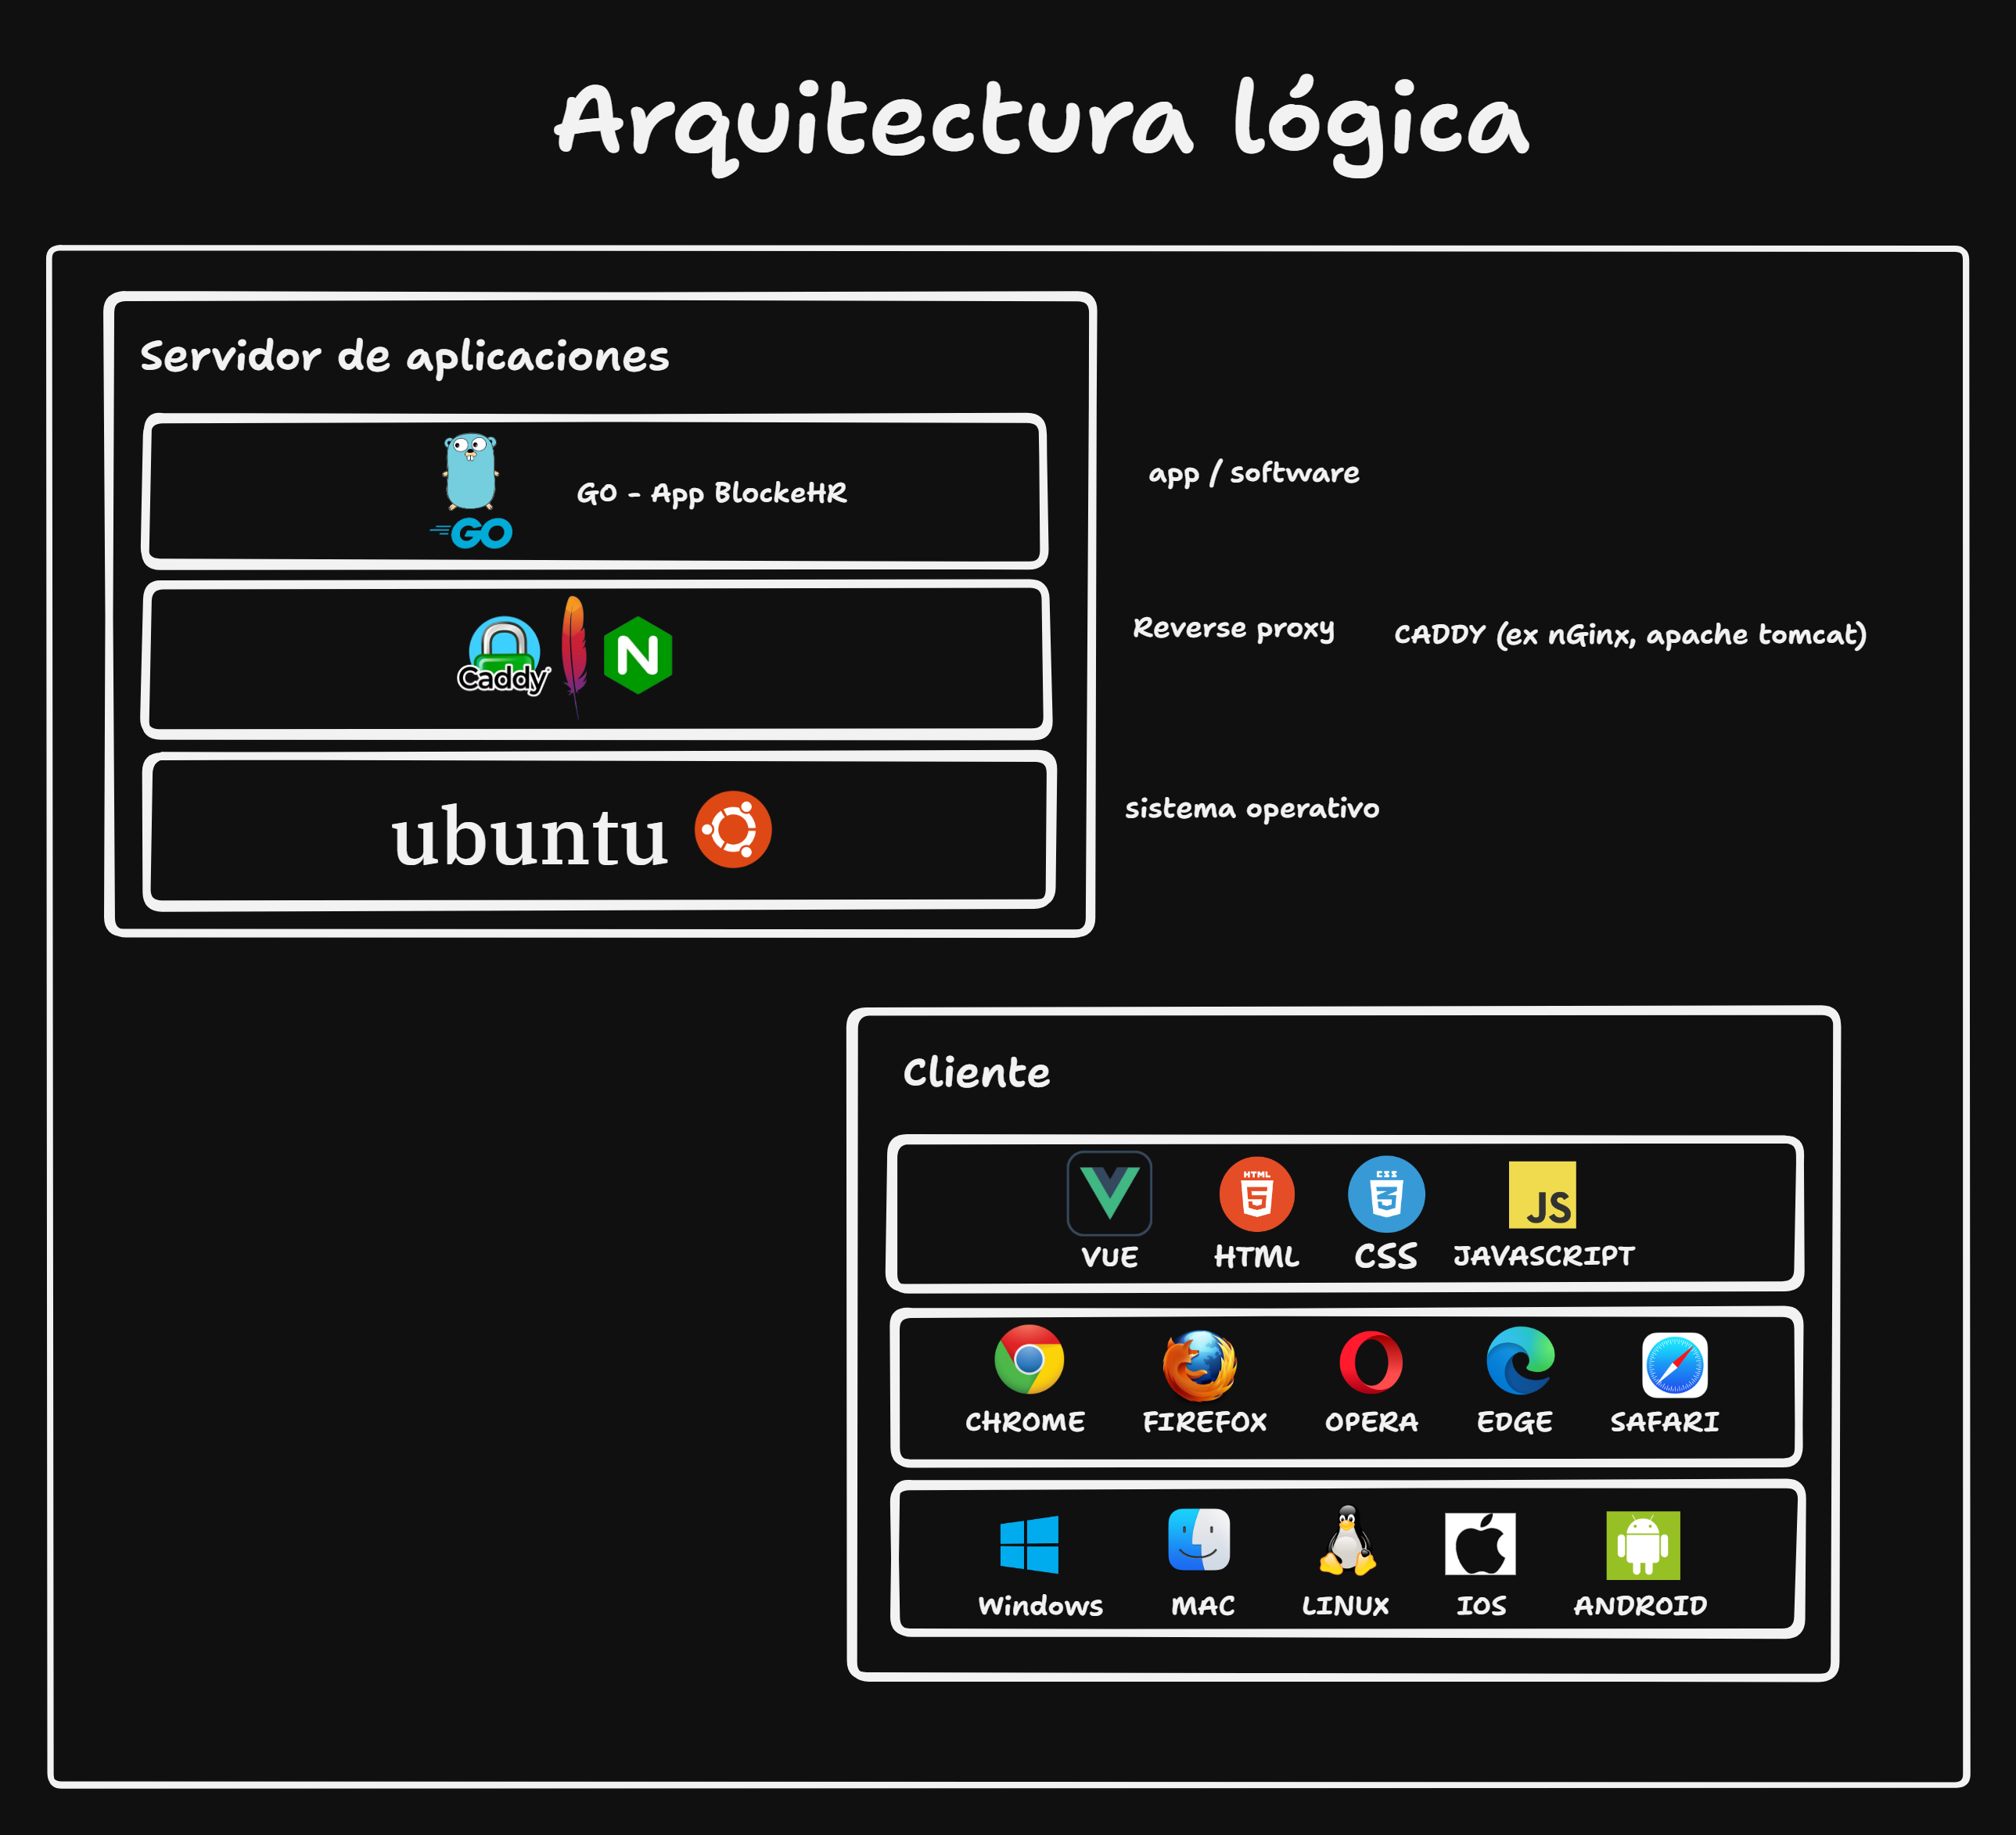 Arquitectura lógica
Servidor de aplicaciones
GO
GO - App BlockeHR
app / software
Caddy
N
Reverse proxy
CADDY (ex nGinx, apache tomcat)
ubuntu
sistema operativo
Cliente
HTML
CSS
JS
VUE
HTML
CSS
JAVASCRIPT
CHROME
FIREFOX
OPERA
EDGE
SAFARI
Windows
MAC
LINUX
IOS
ANDROID